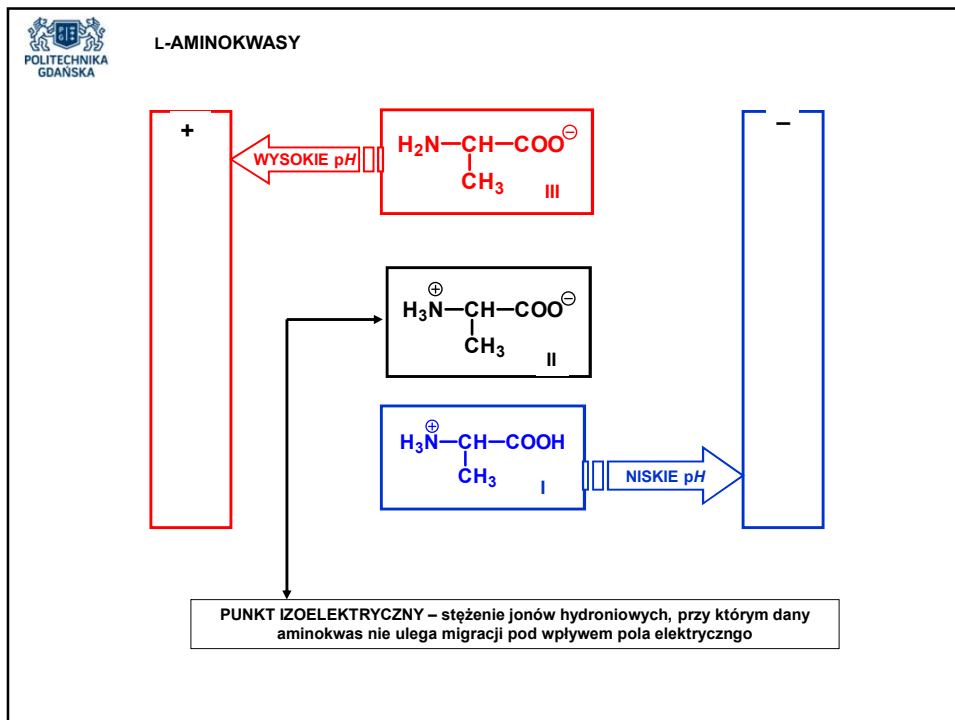 POLITECHNIKA
GDAŃSKA
L-AMINOKWASY
+
–
WYSOKIE pH
H₂N—CH—COO⊖
CH₃
III
⊕
H₃N—CH—COO⊖
CH₃
II
⊕
H₃N—CH—COOH
CH₃
I
NISKIE pH
PUNKT IZOELEKTRYCZNY – stężenie jonów hydroniowych, przy którym dany
aminokwas nie ulega migracji pod wpływem pola elektryczngo